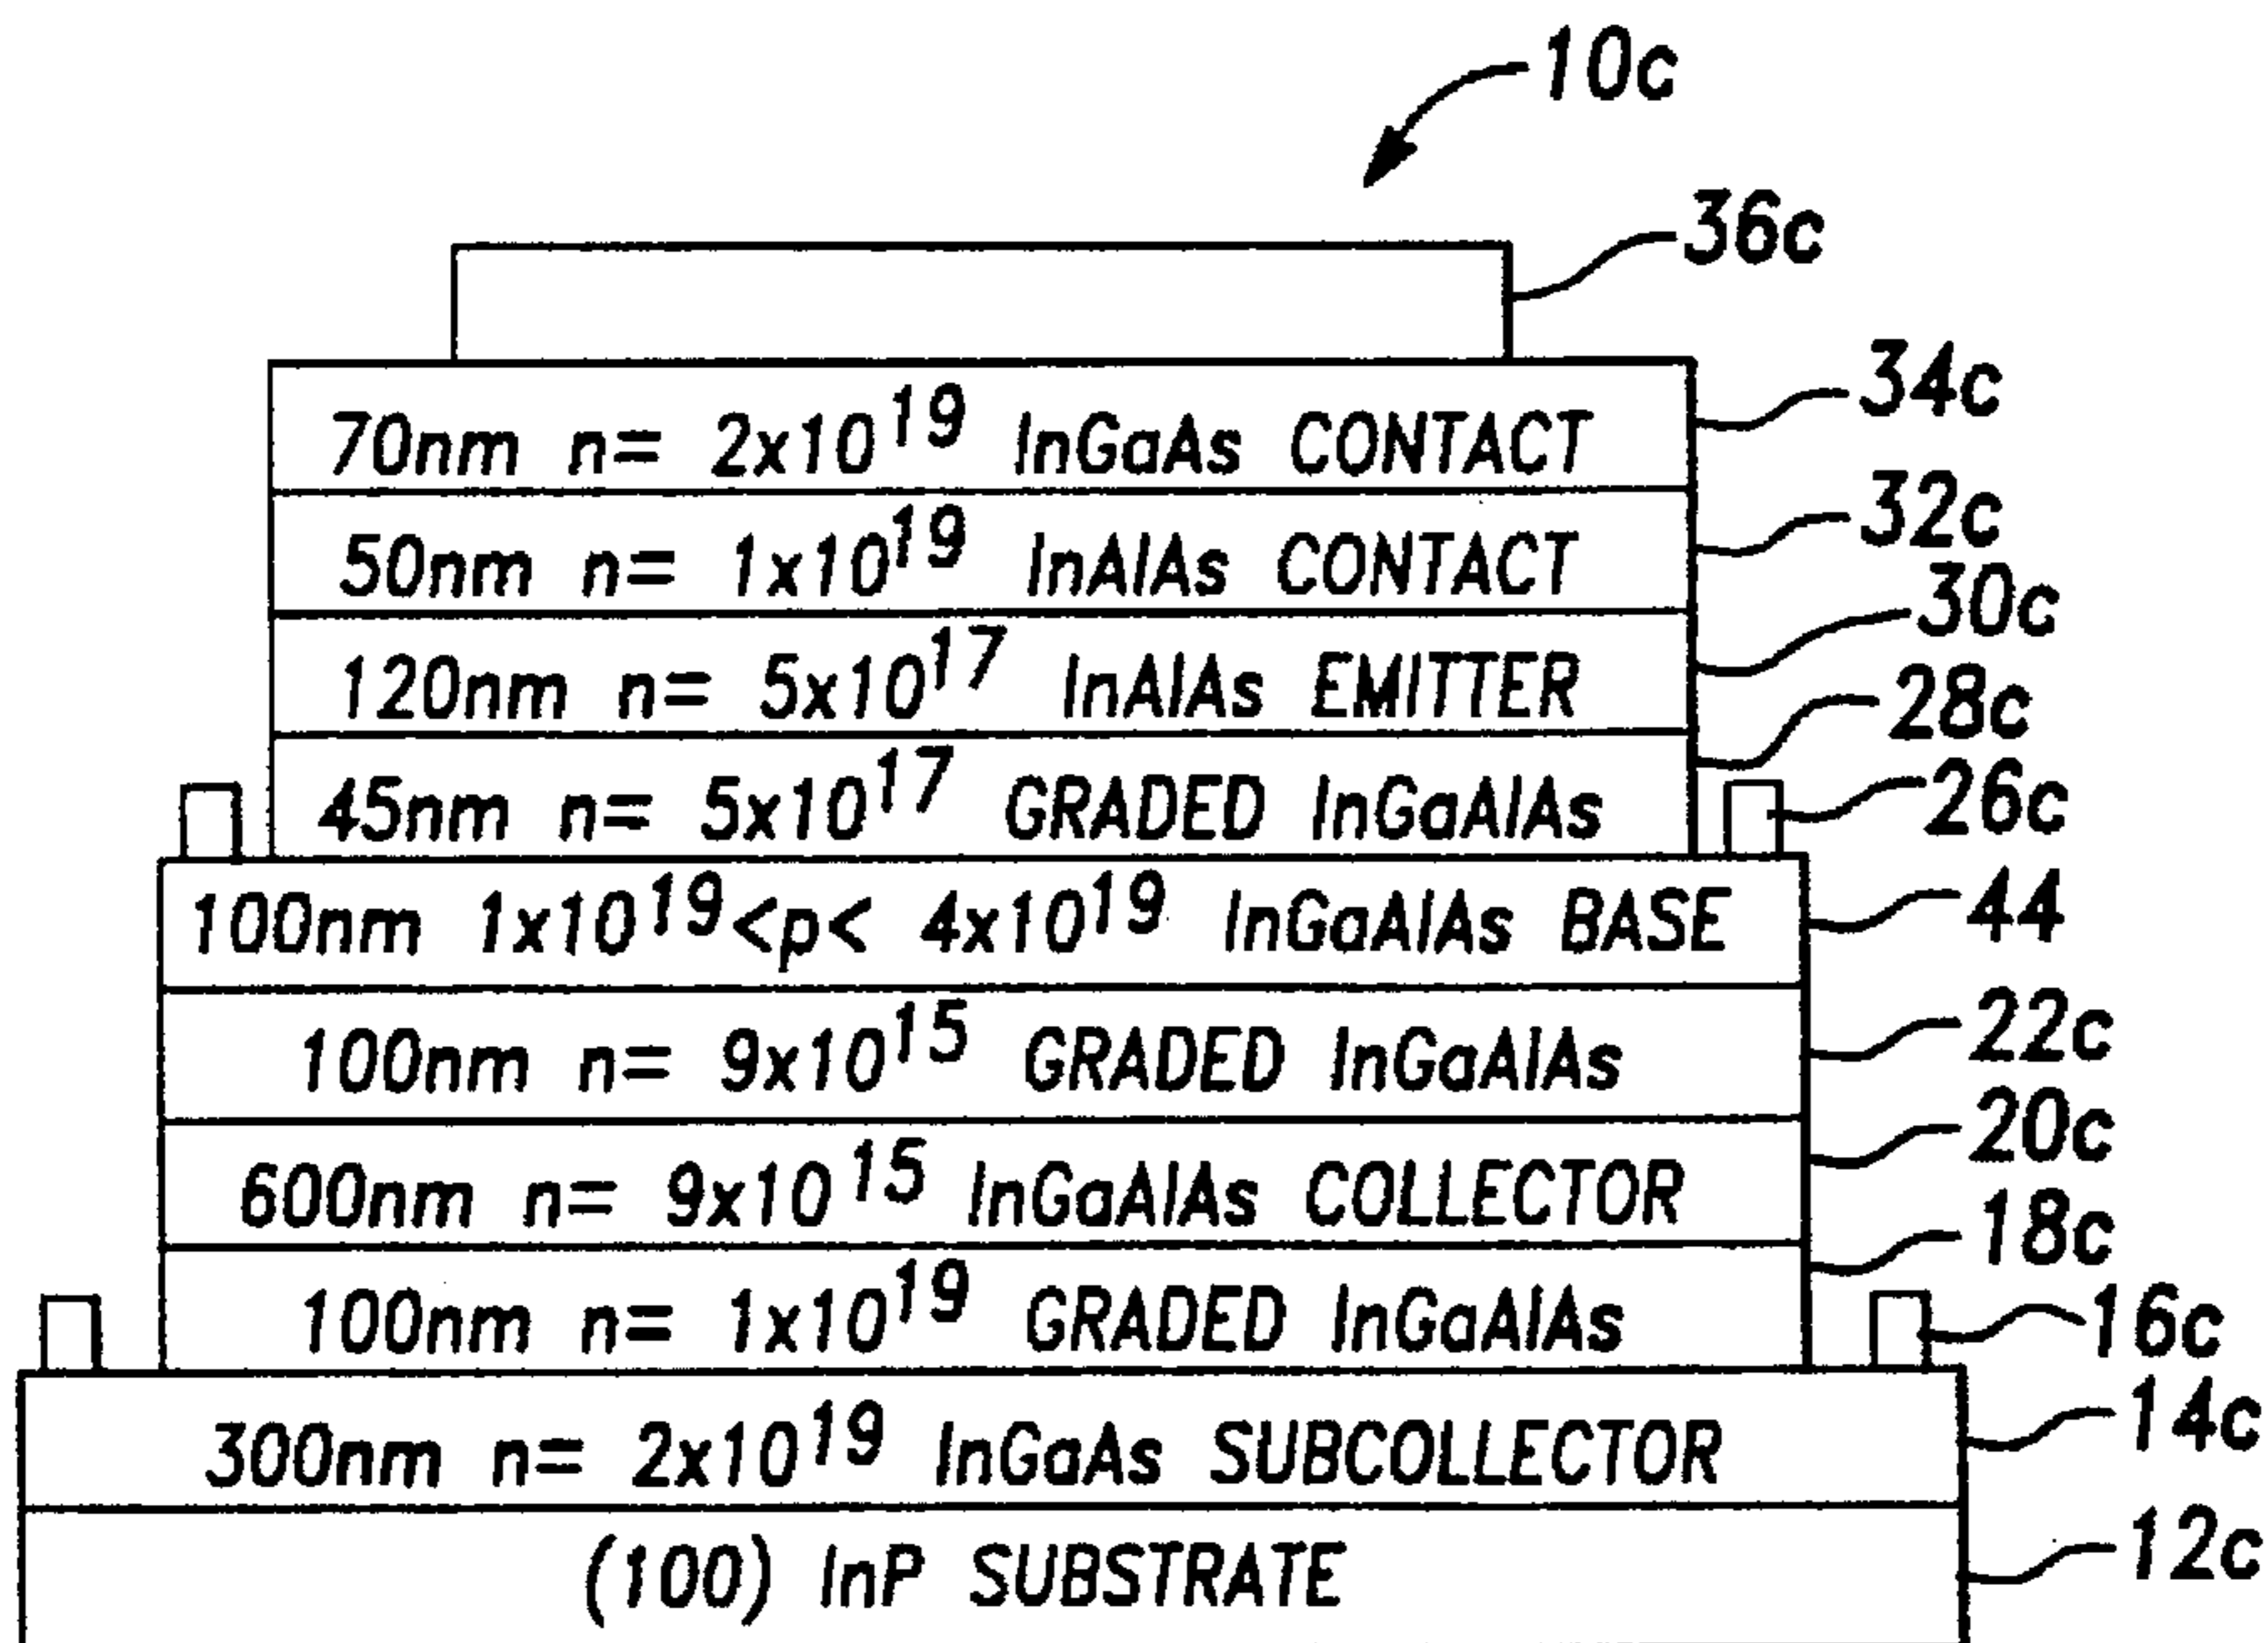 10c
36c
70nm n= 2x10^19 InGaAs CONTACT 34c
50nm n= 1x10^19 InAlAs CONTACT 32c
120nm n= 5x10^17 InAlAs EMITTER 30c
45nm n= 5x10^17 GRADED InGaAlAs 28c
26c
100nm 1x10^19<p< 4x10^19 InGaAlAs BASE 44
100nm n= 9x10^15 GRADED InGaAlAs 22c
600nm n= 9x10^15 InGaAlAs COLLECTOR 20c
100nm n= 1x10^19 GRADED InGaAlAs 18c
16c
300nm n= 2x10^19 InGaAs SUBCOLLECTOR 14c
(100) InP SUBSTRATE 12c